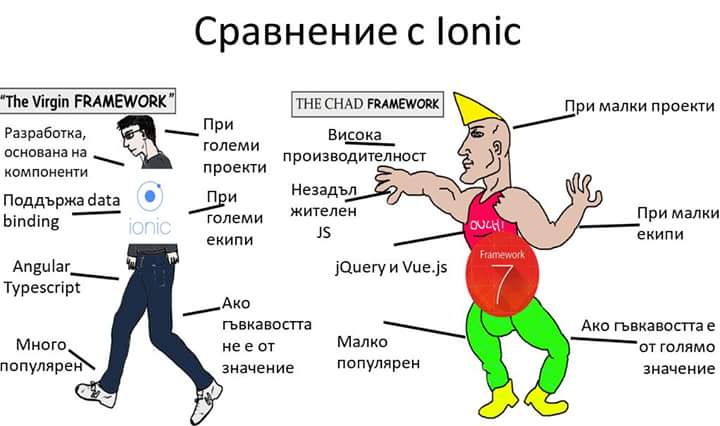 Сравнение с Ionic
"The Virgin FRAMEWORK"
Разработка,
основана на
компоненти
Поддържа data
binding
Angular
Typescript
Много
популярен
При
големи
проекти
При
големи
екипи
Ако
гъвкавостта
не е от
значение
ionic
THE CHAD FRAMEWORK
Висока
производителност
Незадъл
жителен
JS
jQuery и Vue.js
Малко
популярен
OUCH!
Framework
7
При малки проекти
При малки
екипи
Ако гъвкавостта е
от голямо
значение